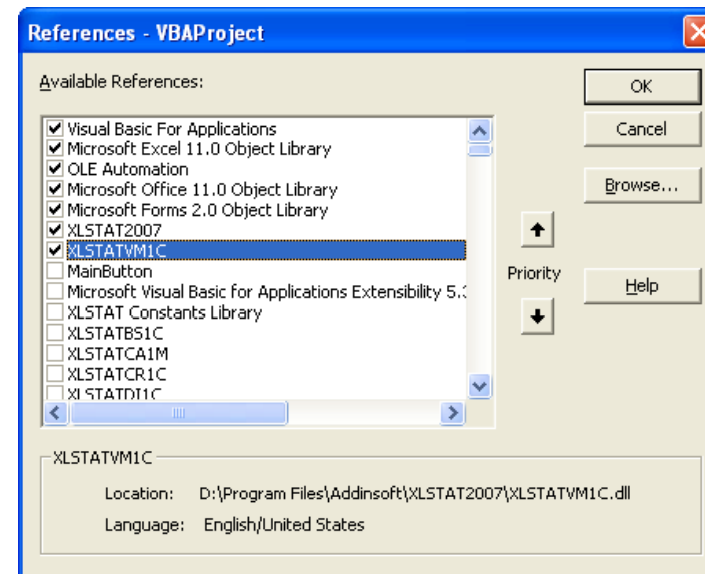 References - VBAProject
Available References:
OK
Visual Basic For Applications
Microsoft Excel 11.0 Object Library
OLE Automation
Microsoft Office 11.0 Object Library
Microsoft Forms 2.0 Object Library
XLSTAT2007
XLSTATVM1C
MainButton
Microsoft Visual Basic for Applications Extensibility 5.
XLSTAT Constants Library
XLSTATBS1C
XLSTATCA1M
XLSTATCR1C
XLSTATDI1C
Cancel
Browse...
Priority
Help
XLSTATVM1C
Location: D:\Program Files\Addinsoft\XLSTAT2007\XLSTATVM1C.dll
Language: English/United States